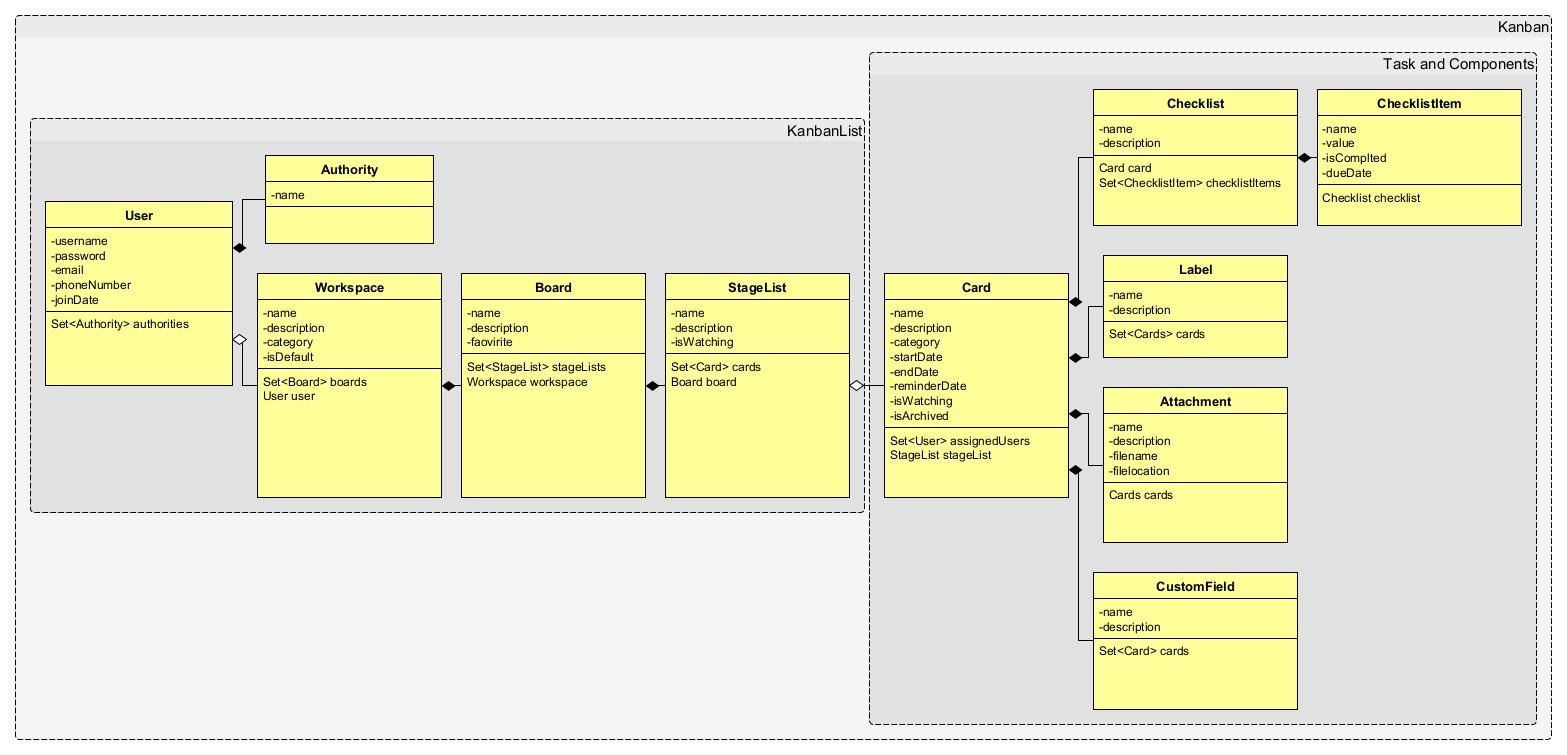 Kanban
KanbanList
User
-username
-password
-email
-phoneNumber
-joinDate
Set<Authority> authorities
Authority
-name
Workspace
-name
-description
-category
-isDefault
Set<Board> boards
User user
Board
-name
-description
-faovirite
Set<StageList> stageLists
Workspace workspace
StageList
-name
-description
-isWatching
Set<Card> cards
Board board
Task and Components
Card
-name
-description
-category
-startDate
-endDate
-reminderDate
-isWatching
-isArchived
Set<User> assignedUsers
StageList stageList
Checklist
-name
-description
Card card
Set<ChecklistItem> checklistItems
ChecklistItem
-name
-value
-isComplted
-dueDate
Checklist checklist
Label
-name
-description
Set<Cards> cards
Attachment
-name
-description
-filename
-filelocation
Cards cards
CustomField
-name
-description
Set<Card> cards